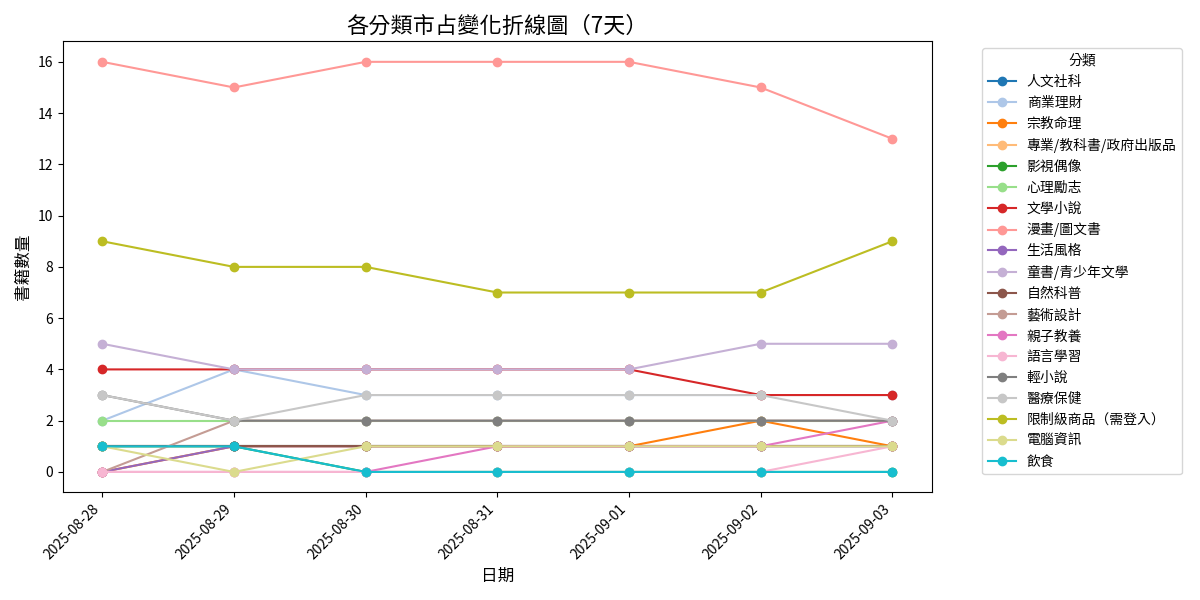 各分類市占變化折線圖（7天）
16
14
12
10
8
6
4
2
0
書籍數量
2025-08-28
2025-08-29
2025-08-30
2025-08-31
2025-09-01
2025-09-02
2025-09-03
日期
分類
人文社科
商業理財
宗教命理
專業/教科書/政府出版品
影視偶像
心理勵志
文學小說
漫畫/圖文書
生活風格
童書/青少年文學
自然科普
藝術設計
親子教養
語言學習
輕小說
醫療保健
限制級商品（需登入）
電腦資訊
飲食